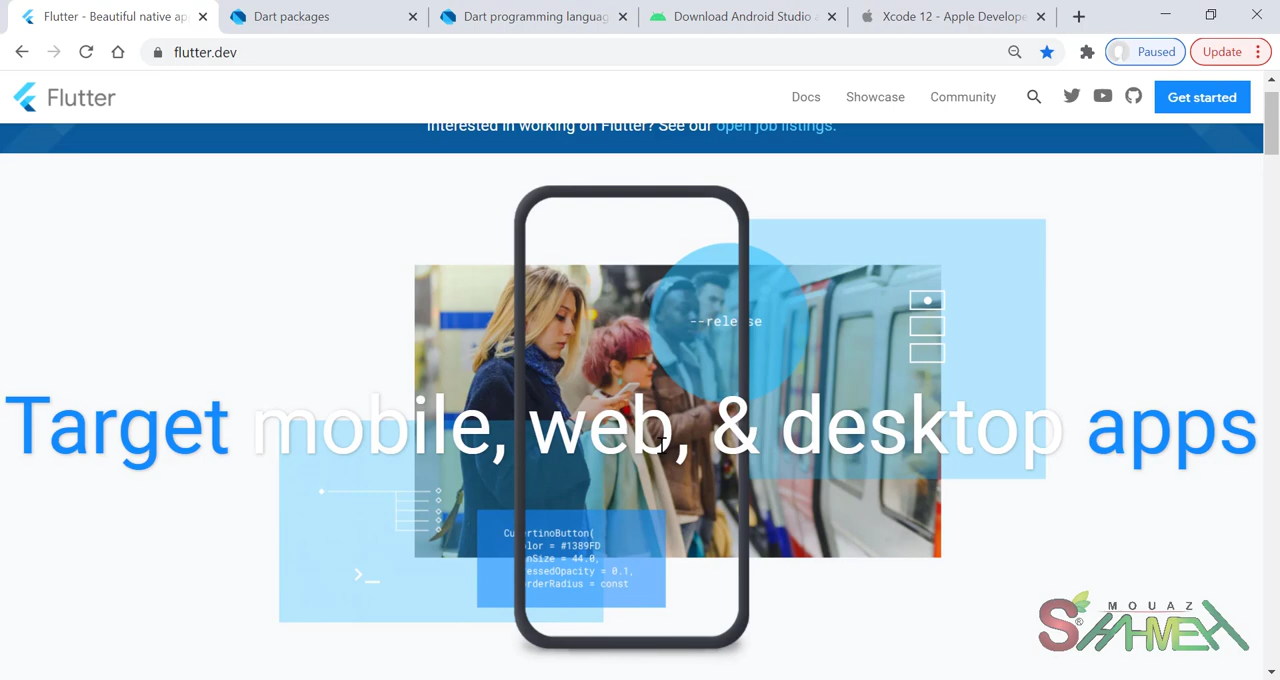 Flutter - Beautiful native ap
Dart packages
Dart programming languag
Download Android Studio a
Xcode 12 - Apple Develope
flutter.dev
Paused
Update
Flutter
Docs
Showcase
Community
Get started
Interested in working on Flutter? See our open job listings.
--release
Target mobile, web, & desktop apps
CupertinoButton(
color = #1389FD
nSize = 44.0,
essedOpacity = 0.1,
rderRadius = const
MOUAZ
SHAHMEH